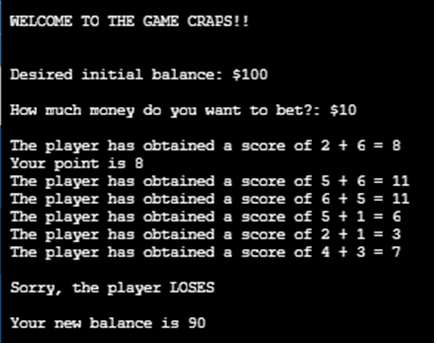 WELCOME TO THE GAME CRAPS!!
Desired initial balance: $100
How much money do you want to bet?: $10
The player has obtained a score of 2 + 6 = 8
Your point is 8
The player has obtained a score of 5 + 6 = 11
The player has obtained a score of 6 + 5 = 11
The player has obtained a score of 5 + 1 = 6
The player has obtained a score of 2 + 1 = 3
The player has obtained a score of 4 + 3 = 7
Sorry, the player LOSES
Your new balance is 90